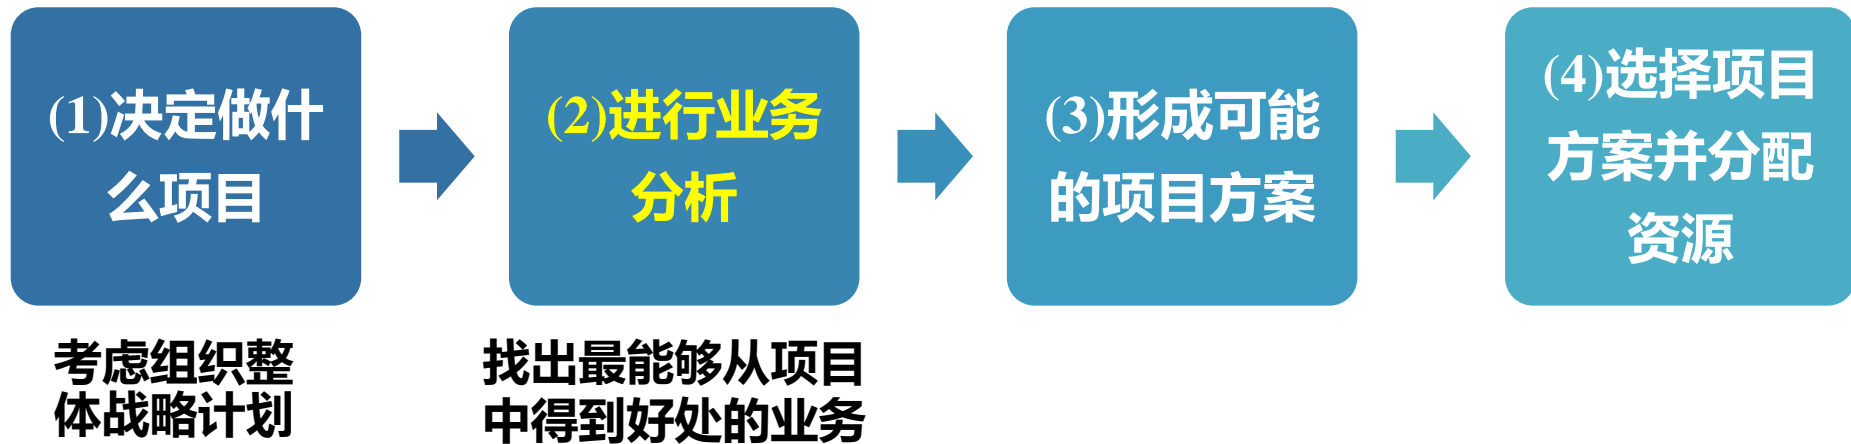 (1)决定做什
么项目
(2)进行业务
分析
(3)形成可能
的项目方案
(4)选择项目
方案并分配
资源
考虑组织整
体战略计划
找出最能够从项目
中得到好处的业务